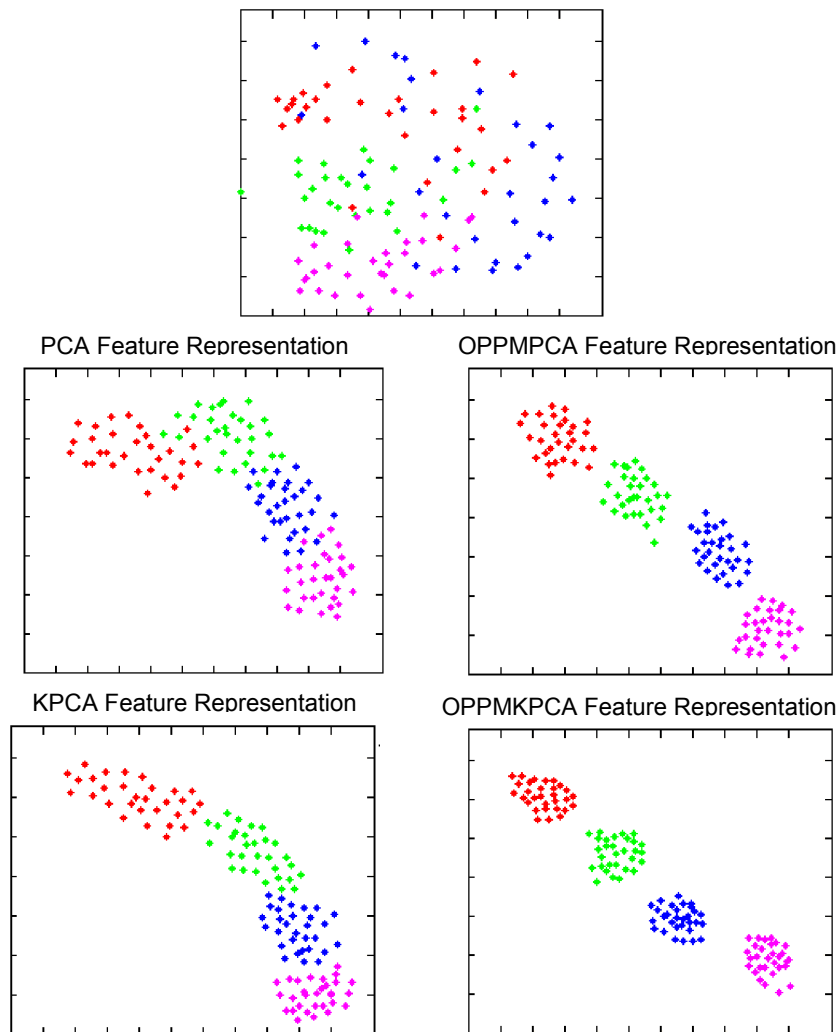 PCA Feature Representation
OPPMPCA Feature Representation
KPCA Feature Representation
OPPMKPCA Feature Representation